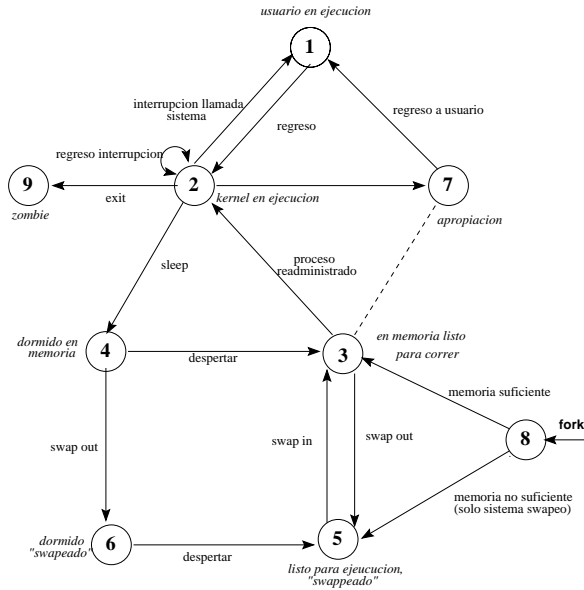 usuario en ejecucion
1
interrupcion llamada
sistema
regreso a usuario
regreso
regreso interrupcion
9
2
7
exit
kernel en ejecucion
zombie
apropiacion
proceso
readministrado
sleep
en memoria listo
para correr
dormido en
memoria
4
despertar
3
memoria suficiente
fork
8
swap out
swap in
swap out
memoria no suficiente
(solo sistema swapeo)
dormido
"swapeado"
6
despertar
5
listo para ejeucucion,
"swappeado"